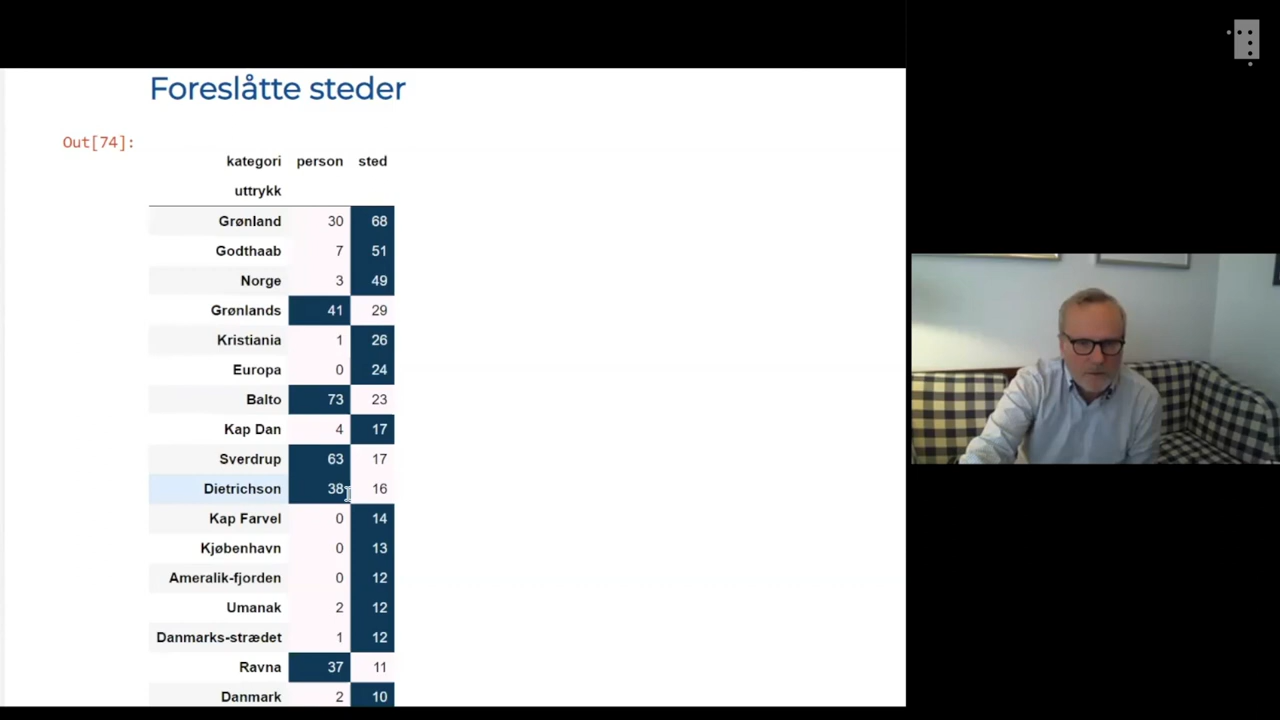 Foreslåtte steder
Out[74]:
kategori person sted
uttrykk
Grønland 30 68
Godthaab 7 51
Norge 3 49
Grønlands 41 29
Kristiania 1 26
Europa 0 24
Balto 73 23
Kap Dan 4 17
Sverdrup 63 17
Dietrichson 38 16
Kap Farvel 0 14
Kjøbenhavn 0 13
Ameralik-fjorden 0 12
Umanak 2 12
Danmarks-strædet 1 12
Ravna 37 11
Danmark 2 10